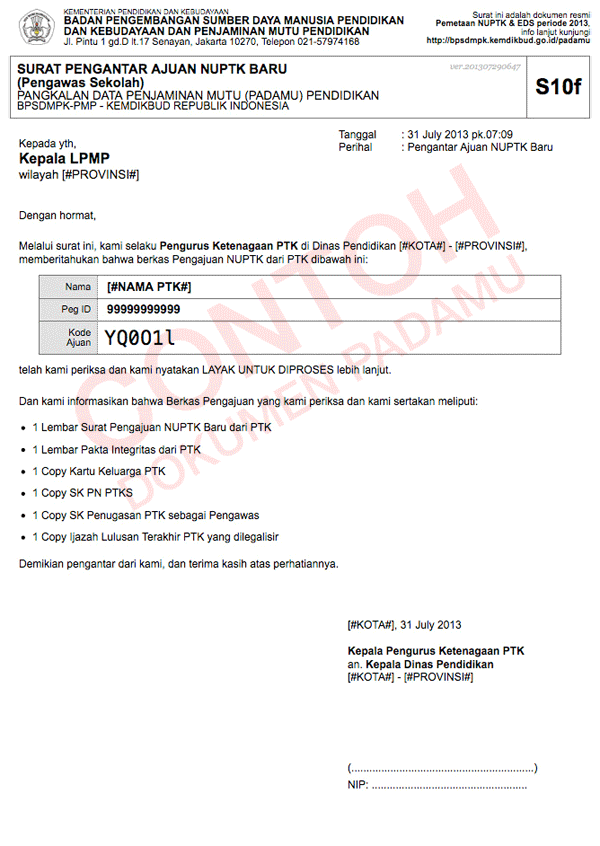 KEMENTERIAN PENDIDIKAN DAN KEBUDAYAAN
BADAN PENGEMBANGAN SUMBER DAYA MANUSIA PENDIDIKAN
DAN KEBUDAYAAN DAN PENJAMINAN MUTU PENDIDIKAN
Jl. Pintu 1 gd.D lt.17 Senayan, Jakarta 10270, Telepon 021-57974168
Surat ini adalah dokumen resmi
Pemetaan NUPTK & EDS periode 2013,
info lanjut kunjungi
http://bpsdmpk.kemdikbud.go.id/padamu
SURAT PENGANTAR AJUAN NUPTK BARU
(Pengawas Sekolah)
PANGKALAN DATA PENJAMINAN MUTU (PADAMU) PENDIDIKAN
BPSDMPK-PMP - KEMDIKBUD REPUBLIK INDONESIA
ver.201307290647
S10f
Tanggal : 31 July 2013 pk.07:09
Perihal : Pengantar Ajuan NUPTK Baru
Kepada yth,
Kepala LPMP
wilayah [#PROVINSI#]
Dengan hormat,
Melalui surat ini, kami selaku Pengurus Ketenagaan PTK di Dinas Pendidikan [#KOTA#] - [#PROVINSI#],
memberitahukan bahwa berkas Pengajuan NUPTK dari PTK dibawah ini:
Nama [#NAMA PTK#]
Peg ID 99999999999
Kode Ajuan YQ0O1l
telah kami periksa dan kami nyatakan LAYAK UNTUK DIPROSES lebih lanjut.
Dan kami informasikan bahwa Berkas Pengajuan yang kami periksa dan kami sertakan meliputi:
• 1 Lembar Surat Pengajuan NUPTK Baru dari PTK
• 1 Lembar Pakta Integritas dari PTK
• 1 Copy Kartu Keluarga PTK
• 1 Copy SK PN PTKS
• 1 Copy SK Penugasan PTK sebagai Pengawas
• 1 Copy Ijazah Lulusan Terakhir PTK yang dilegalisir
Demikian pengantar dari kami, dan terima kasih atas perhatiannya.
[#KOTA#], 31 July 2013
Kepala Pengurus Ketenagaan PTK
an. Kepala Dinas Pendidikan
[#KOTA#] - [#PROVINSI#]
(..............................................................)
NIP: ....................................................
CONTOH
DOKUMEN PADAMU